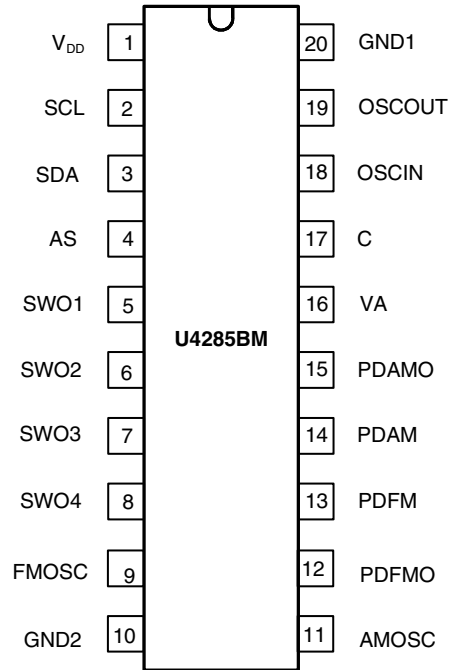 V_DD 1 20 GND1
SCL 2 19 OSCOUT
SDA 3 18 OSCIN
AS 4 17 C
SWO1 5 16 VA
U4285BM
SWO2 6 15 PDAMO
SWO3 7 14 PDAM
SWO4 8 13 PDFM
FMOSC 9 12 PDFMO
GND2 10 11 AMOSC